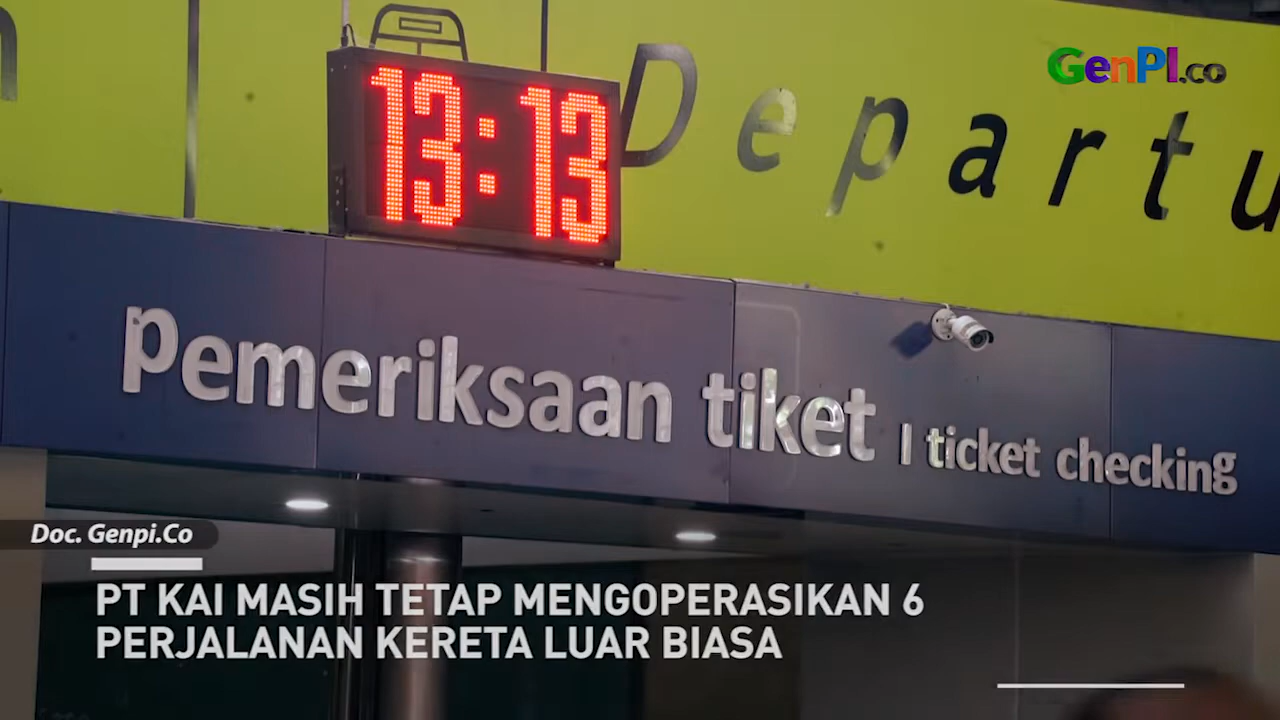 GenPI.co
13:13
Departu
pemeriksaan tiket | ticket checking
Doc. Genpi.Co
PT KAI MASIH TETAP MENGOPERASIKAN 6
PERJALANAN KERETA LUAR BIASA